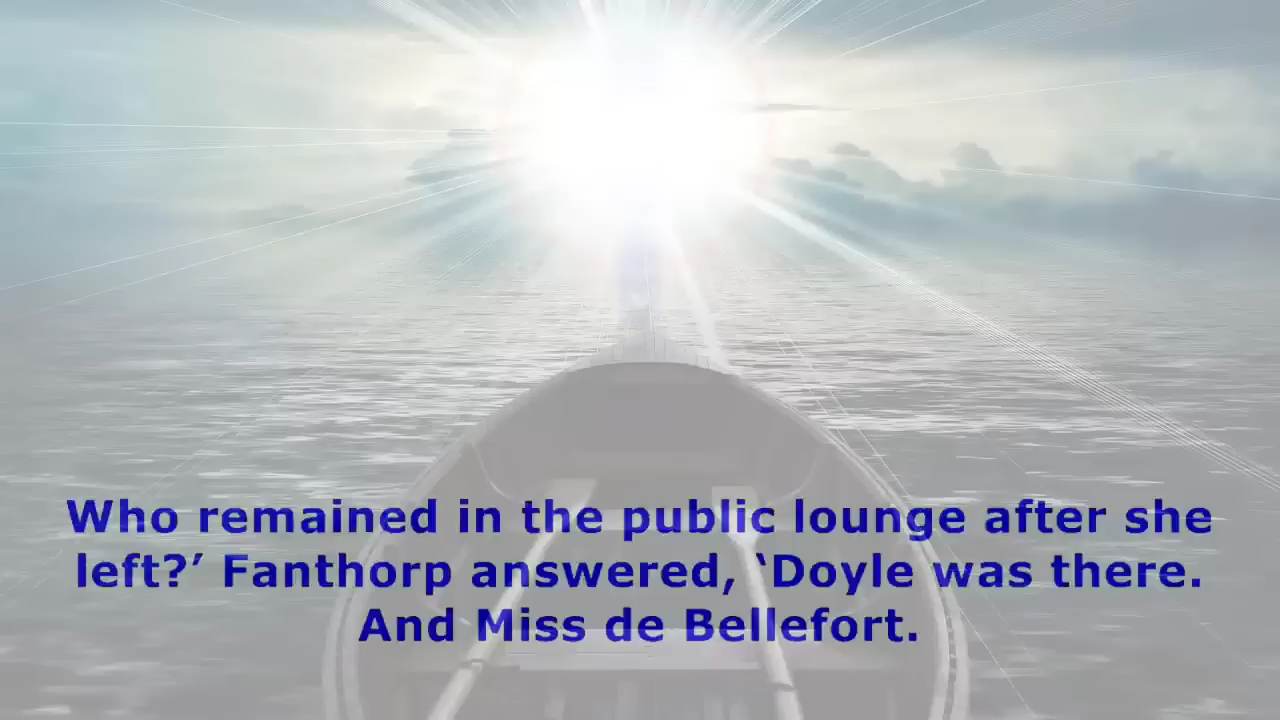 Who remained in the public lounge after she
left?’ Fanthorp answered, ‘Doyle was there.
And Miss de Bellefort.